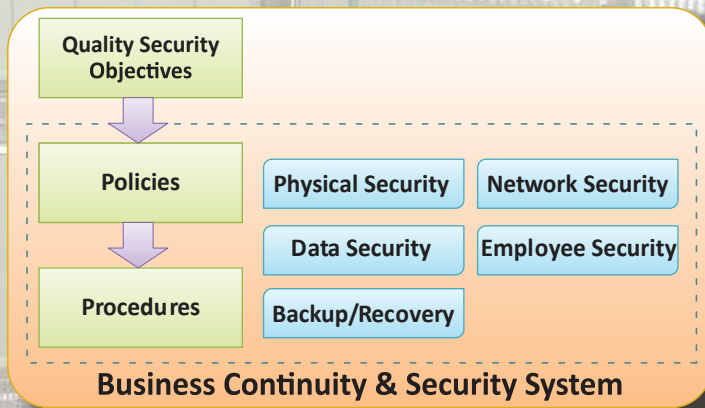 Quality Security
Objectives
Policies
Physical Security
Network Security
Data Security
Employee Security
Procedures
Backup/Recovery
Business Continuity & Security System